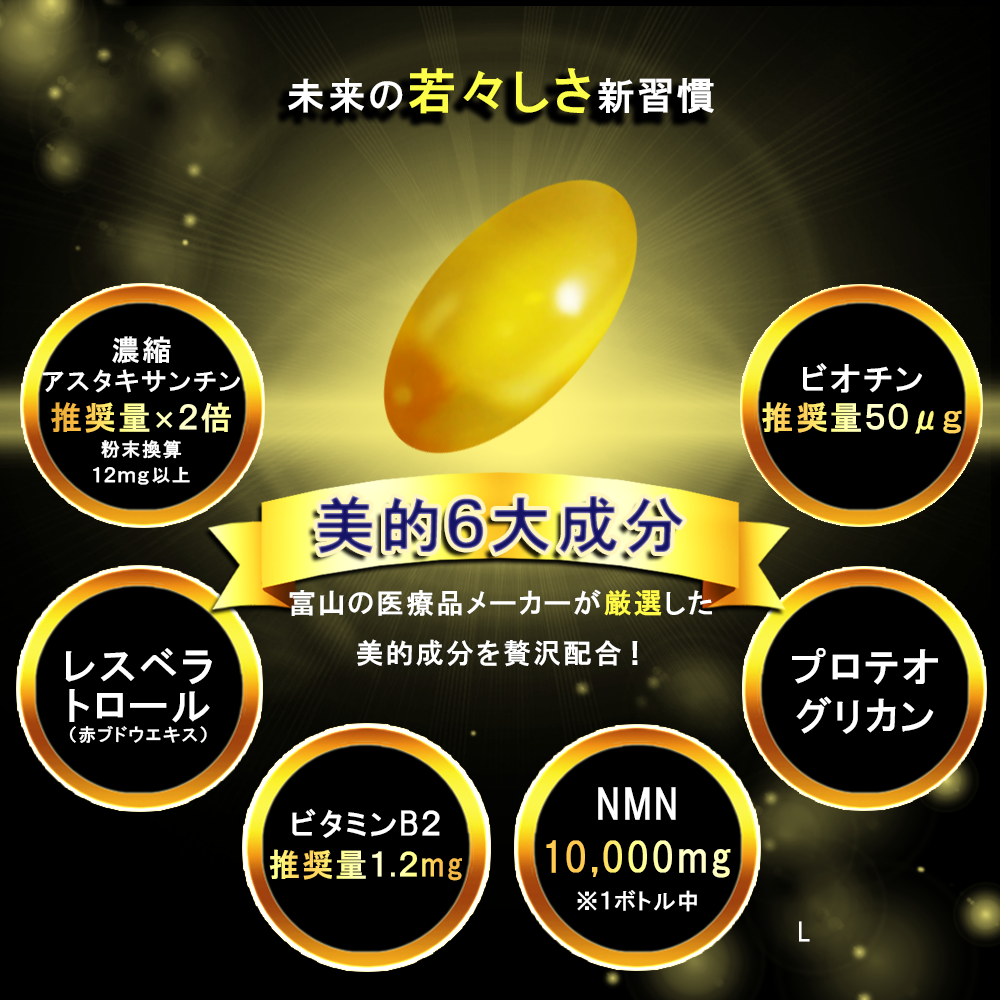 未来の若々しさ新習慣
濃縮
アスタキサンチン
推奨量×2倍
粉末換算
12mg以上
ビオチン
推奨量50μg
美的6大成分
富山の医療品メーカーが厳選した
美的成分を贅沢配合！
レスベラ
トロール
（赤ブドウエキス）
プロテオ
グリカン
ビタミンB2
推奨量1.2mg
NMN
10,000mg
※1ボトル中
L